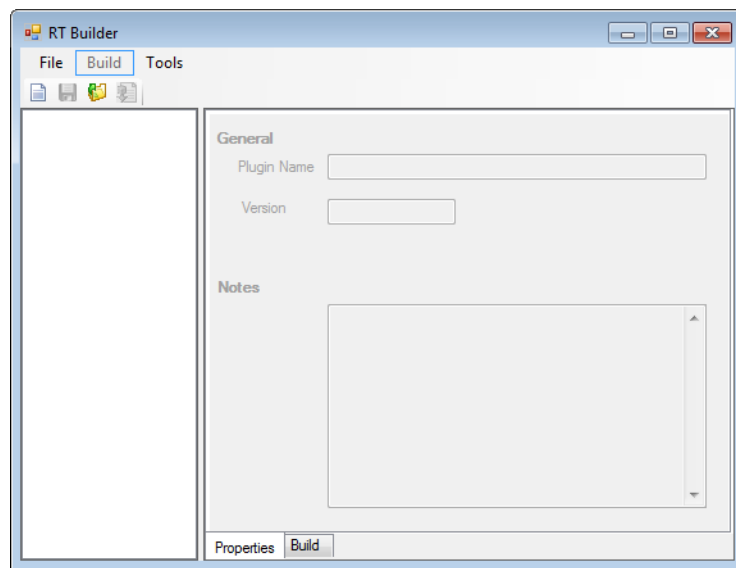 RT Builder
File Build Tools
General
Plugin Name
Version
Notes
Properties Build